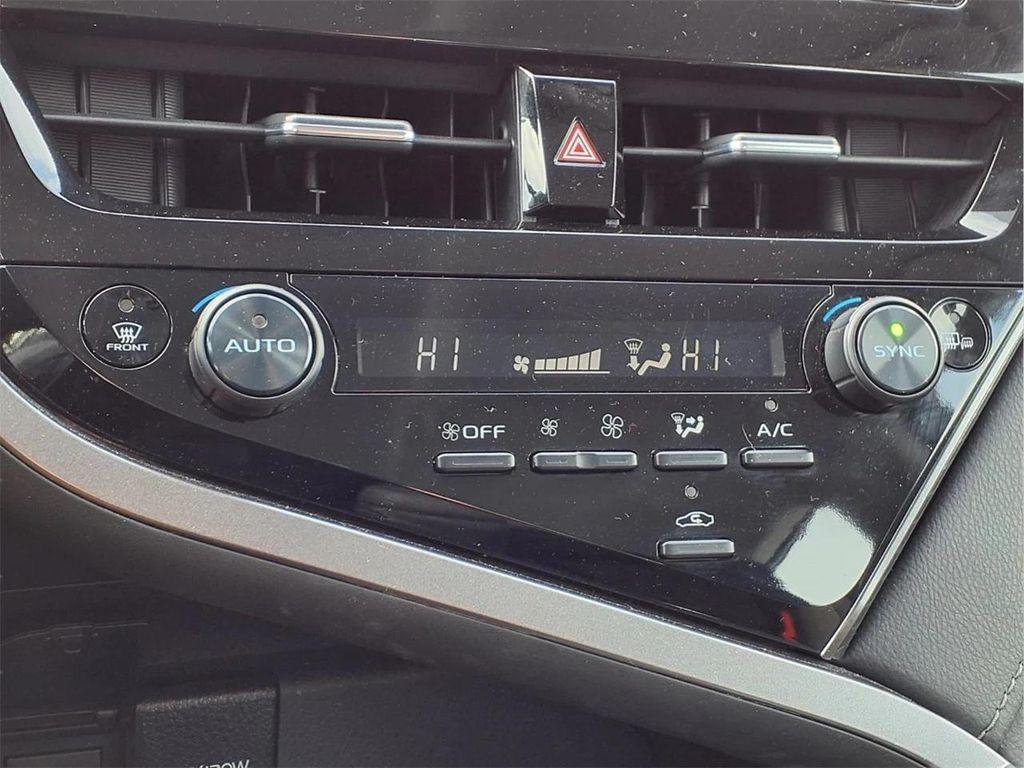 FRONT
AUTO
HI
HI
SYNC
OFF
A/C